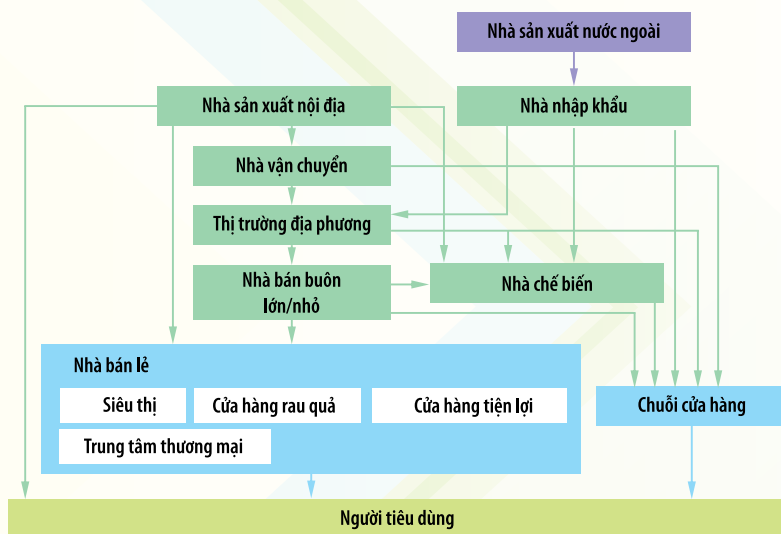 Nhà sản xuất nước ngoài
Nhà sản xuất nội địa
Nhà nhập khẩu
Nhà vận chuyển
Thị trường địa phương
Nhà bán buôn
lớn/nhỏ
Nhà chế biến
Nhà bán lẻ
Siêu thị
Cửa hàng rau quả
Cửa hàng tiện lợi
Trung tâm thương mại
Chuỗi cửa hàng
Người tiêu dùng